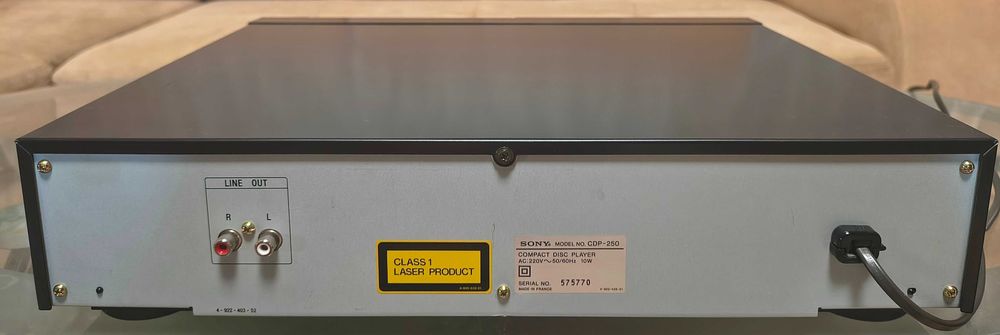 LINE OUT
R L
CLASS 1
LASER PRODUCT
SONY® MODEL NO. CDP-250
COMPACT DISC PLAYER
AC 220V～50/60Hz 10W
SERIAL NO. 575770
MADE IN FRANCE
4-922-403-02